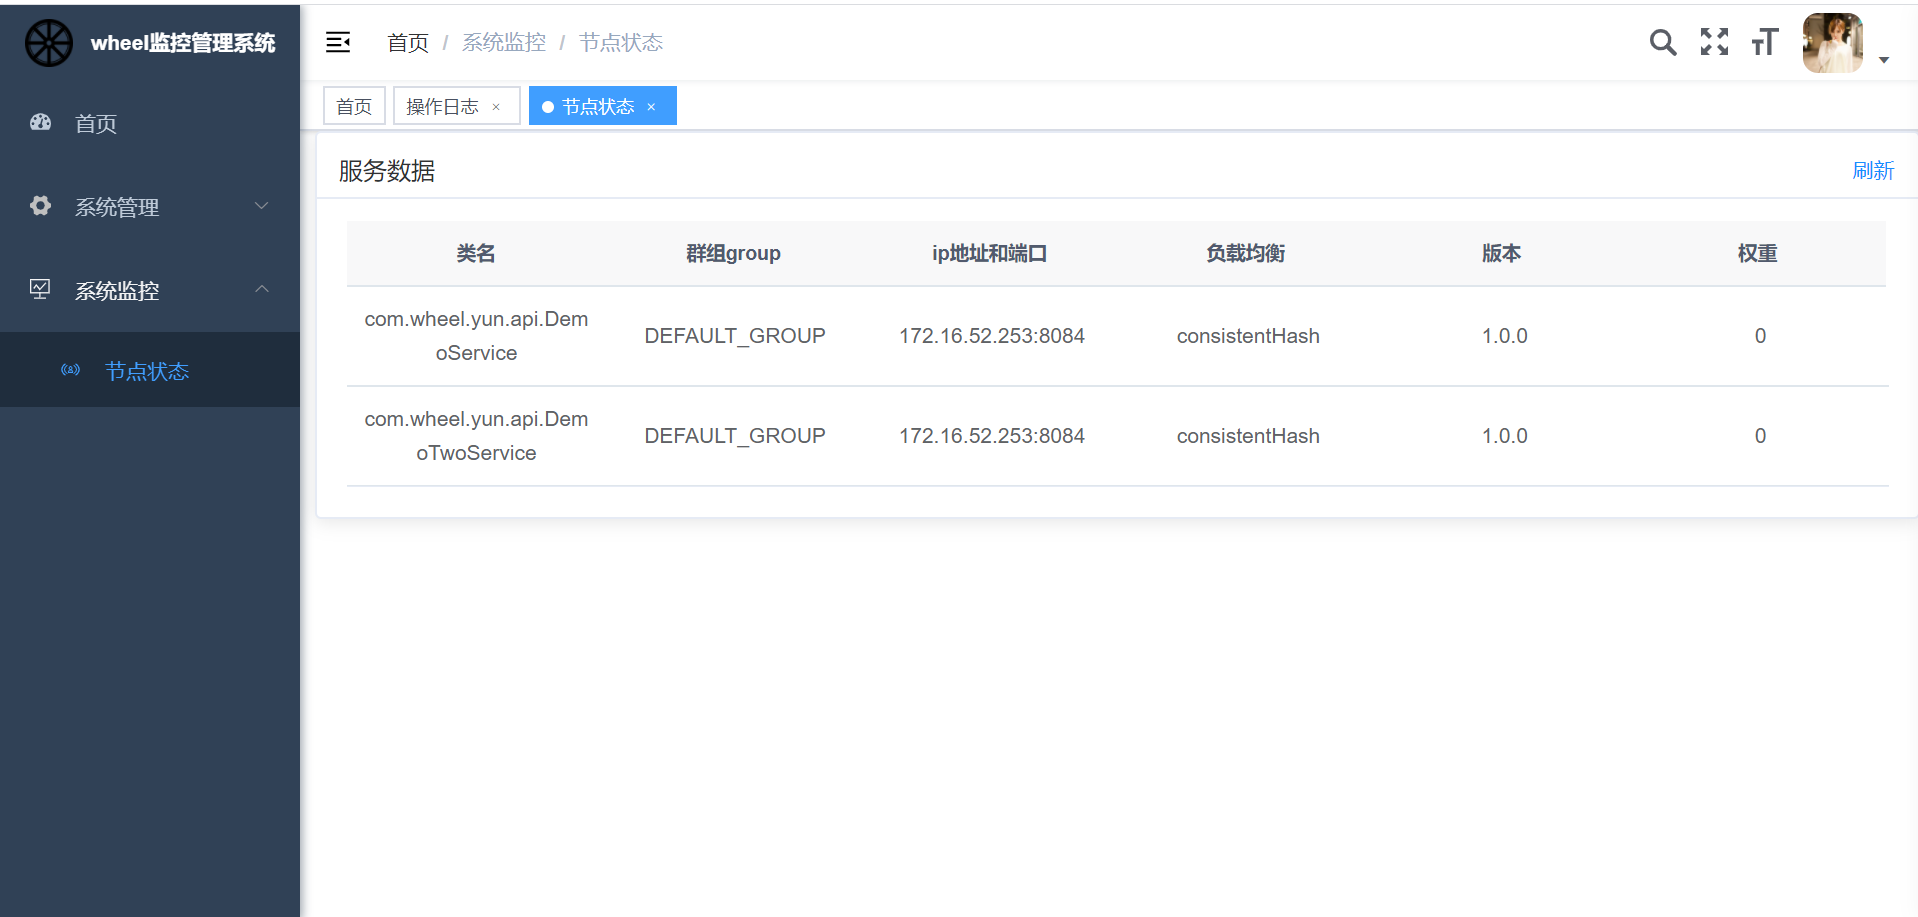 wheel监控管理系统
首页 / 系统监控 / 节点状态
首页
系统管理
系统监控
节点状态
首页 操作日志 × 节点状态 ×
服务数据 刷新
类名 群组group ip地址和端口 负载均衡 版本 权重
com.wheel.yun.api.Dem
oService
DEFAULT_GROUP 172.16.52.253:8084 consistentHash 1.0.0 0
com.wheel.yun.api.Dem
oTwoService
DEFAULT_GROUP 172.16.52.253:8084 consistentHash 1.0.0 0